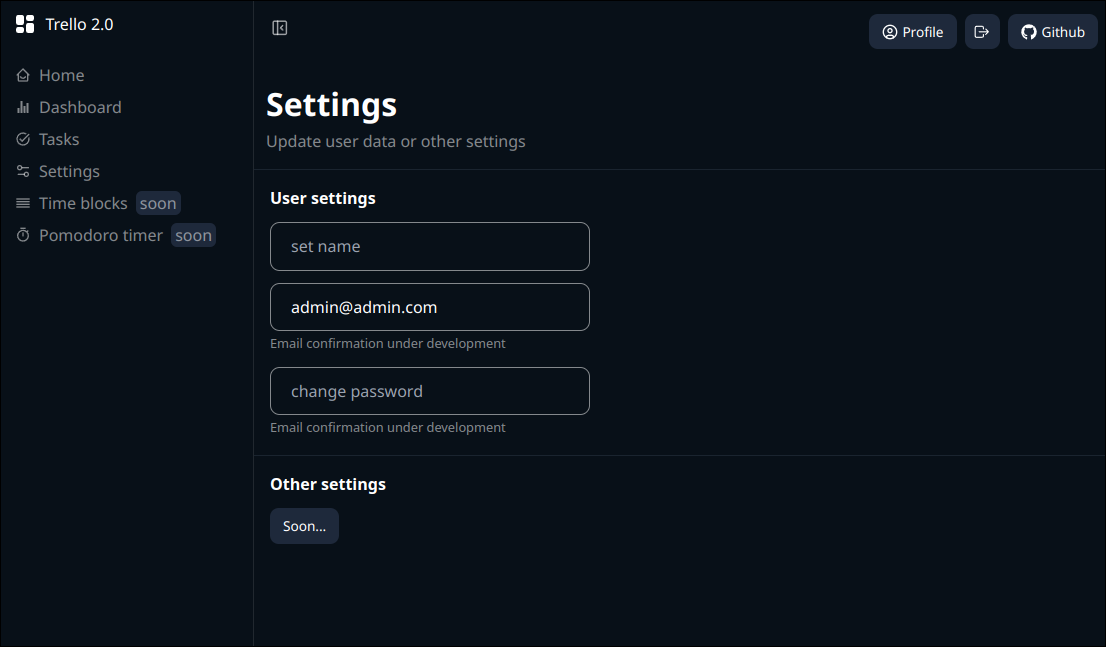 Trello 2.0
Home
Dashboard
Tasks
Settings
Time blocks soon
Pomodoro timer soon
Profile
Github
Settings
Update user data or other settings
User settings
set name
admin@admin.com
Email confirmation under development
change password
Email confirmation under development
Other settings
Soon...